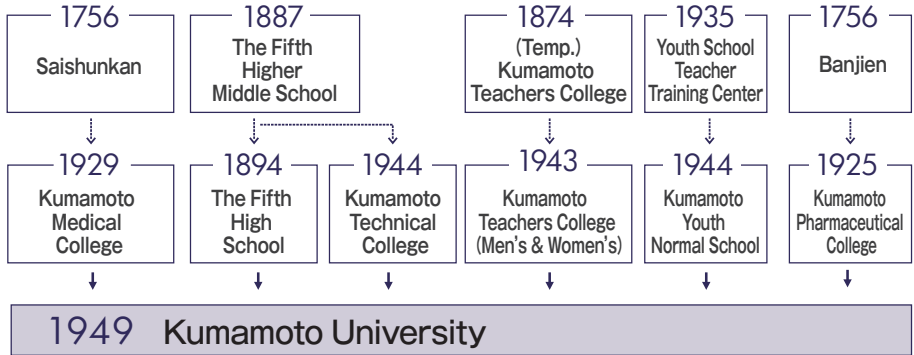 1756
Saishunkan
1887
The Fifth
Higher
Middle School
1874
(Temp.)
Kumamoto
Teachers College
1935
Youth School
Teacher
Training Center
1756
Banjien
1929
Kumamoto
Medical
College
1894
The Fifth
High
School
1944
Kumamoto
Technical
College
1943
Kumamoto
Teachers College
(Men's & Women's)
1944
Kumamoto
Youth
Normal School
1925
Kumamoto
Pharmaceutical
College
1949 Kumamoto University